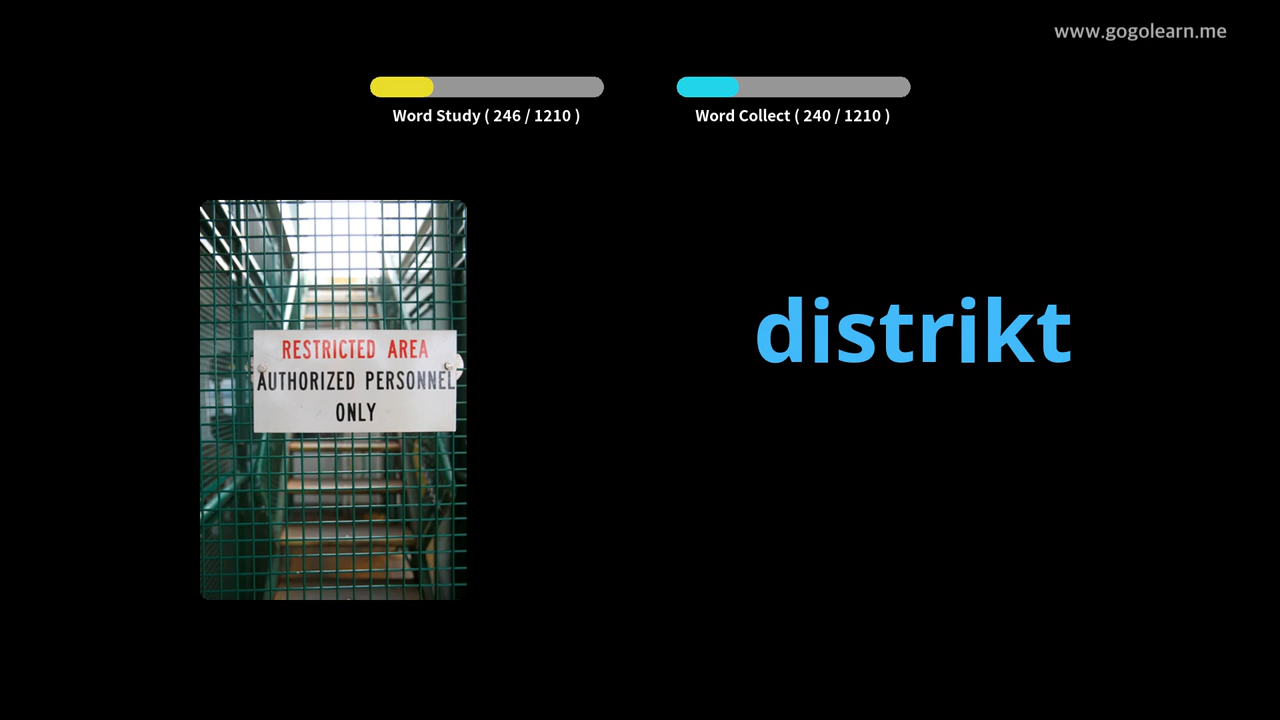 www.gogolearn.me
Word Study ( 246 / 1210 )
Word Collect ( 240 / 1210 )
RESTRICTED AREA
AUTHORIZED PERSONNEL
ONLY
distrikt